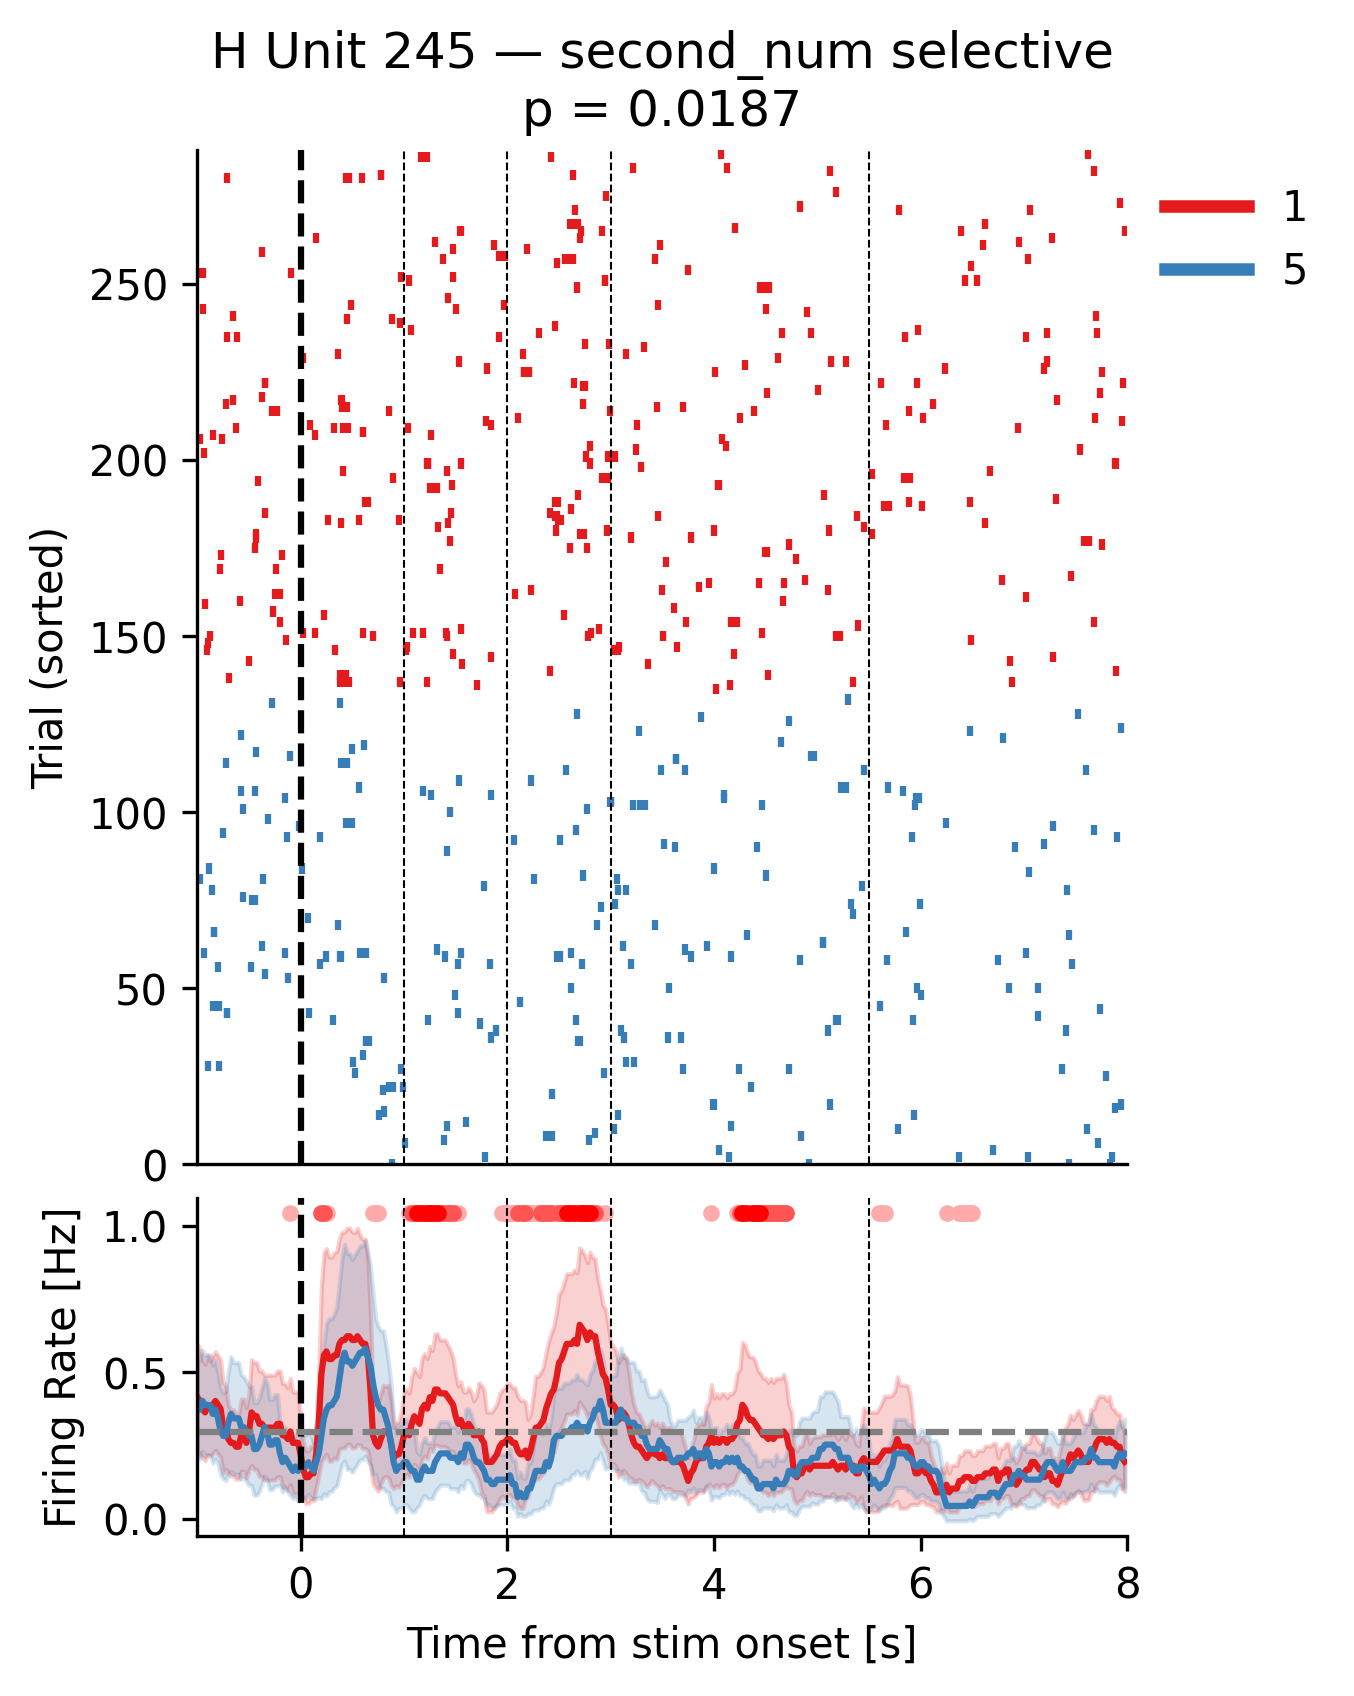 H Unit 245 — second_num selective
p = 0.0187
1
5
Trial (sorted)
250
200
150
100
50
0
Firing Rate [Hz]
1.0
0.5
0.0
0 2 4 6 8
Time from stim onset [s]